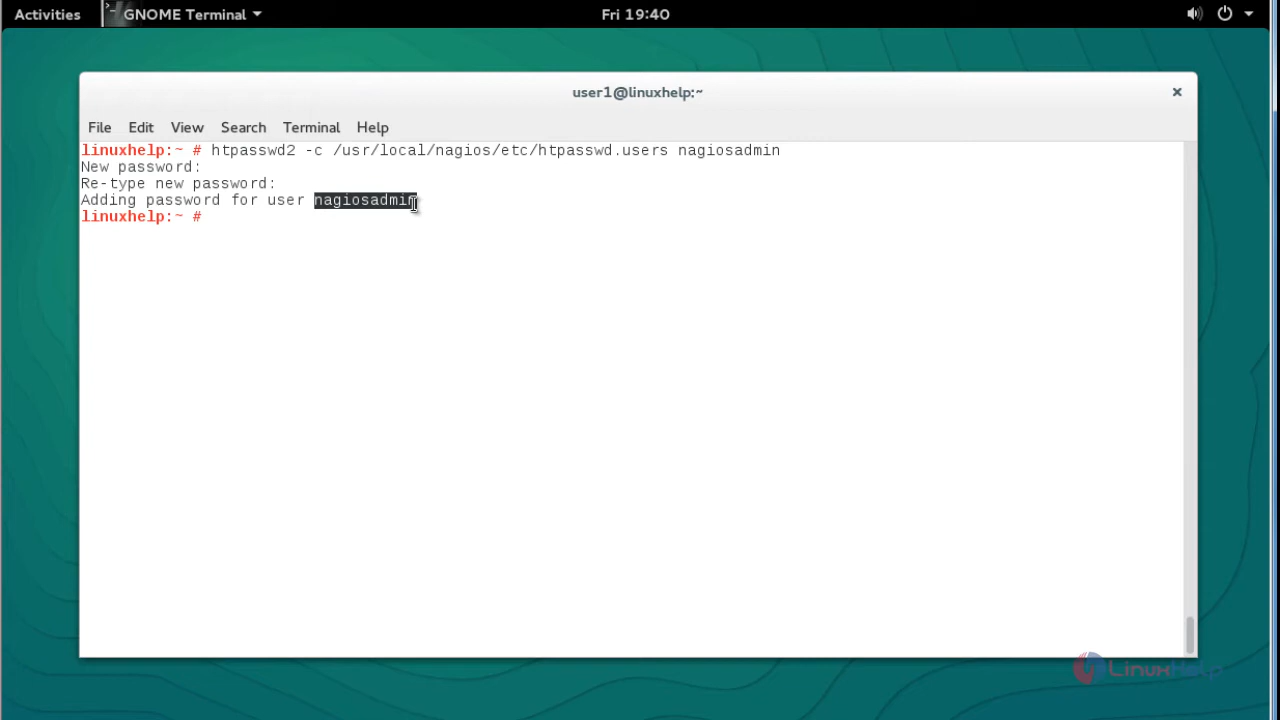 Activities
GNOME Terminal
Fri 19:40
user1@linuxhelp:~
File Edit View Search Terminal Help
linuxhelp:~ # htpasswd2 -c /usr/local/nagios/etc/htpasswd.users nagiosadmin
New password:
Re-type new password:
Adding password for user nagiosadmin
linuxhelp:~ #
LinuxHelp